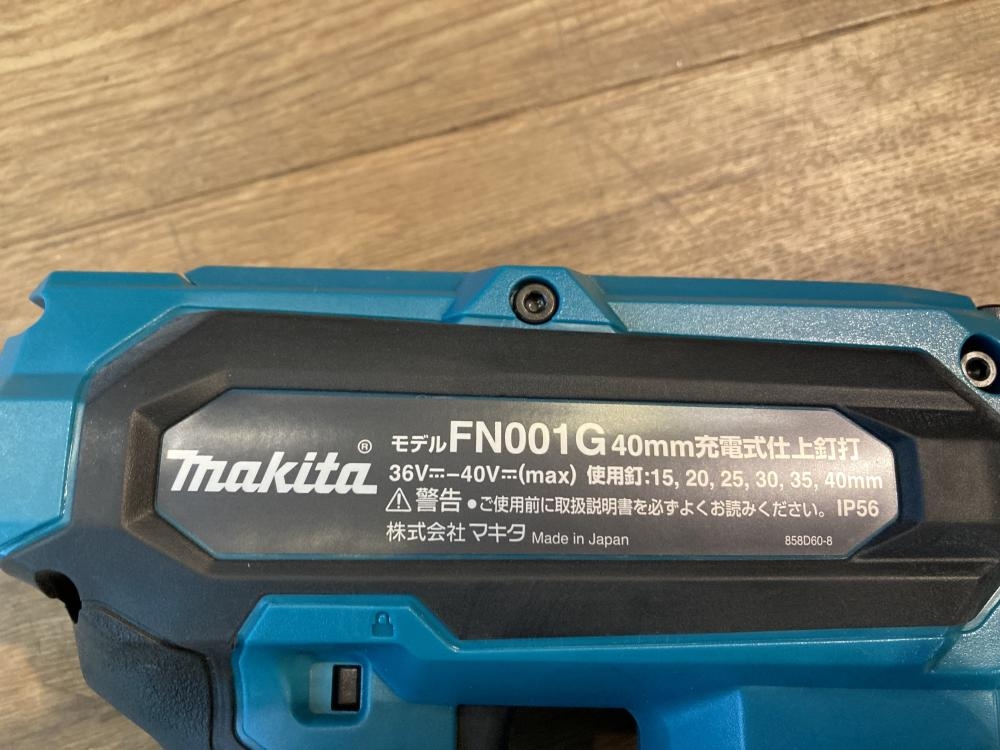 makita®
モデル FN001G 40mm充電式仕上釘打
36V⎓–40V⎓(max) 使用釘:15, 20, 25, 30, 35, 40mm
⚠警告 ●ご使用前に取扱説明書を必ずよくお読みください。 IP56
株式会社 マキタ Made in Japan 858D60-8